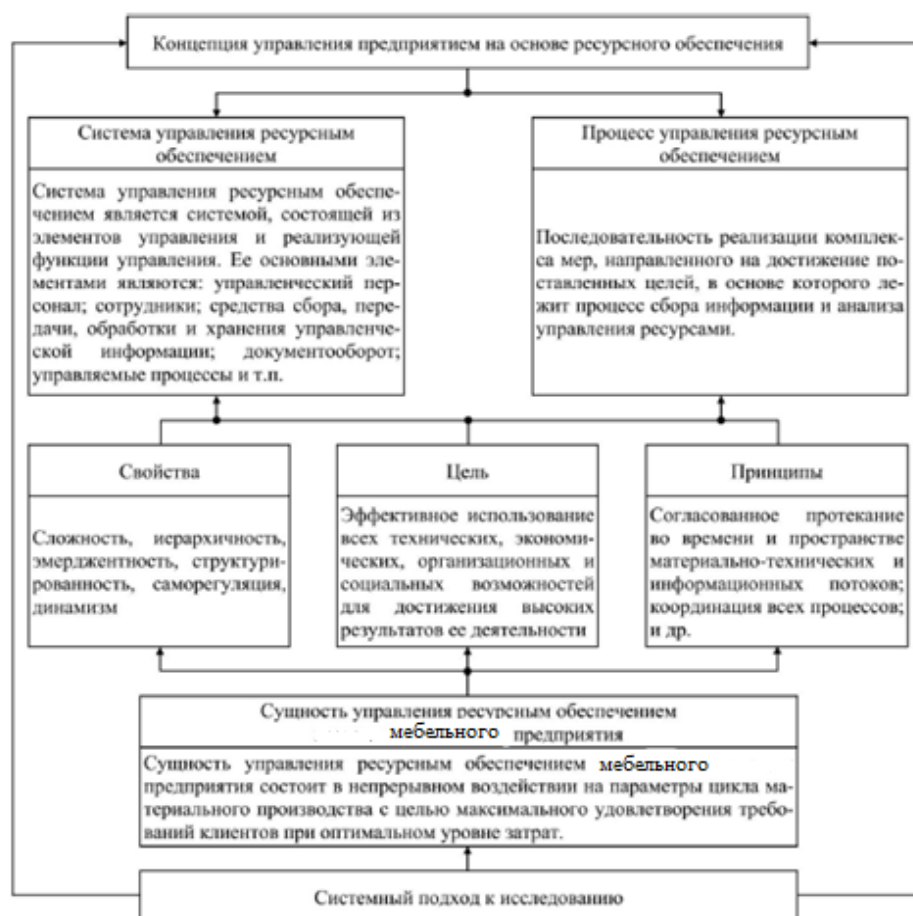 Концепция управления предприятием на основе ресурсного обеспечения
Система управления ресурсным
обеспечением
Система управления ресурсным обеспе-
чением является системой, состоящей из
элементов управления и реализующей
функции управления. Ее основными эле-
ментами являются: управленческий пер-
сонал; сотрудники; средства сбора, пере-
дачи, обработки и хранения управленче-
ской информации; документооборот;
управляемые процессы и т.п.
Процесс управления ресурсным
обеспечением
Последовательность реализации комплек-
са мер, направленного на достижение по-
ставленных целей, в основе которого ле-
жит процесс сбора информации и анализа
управления ресурсами.
Свойства
Сложность, иерархичность,
эмерджентность, структури-
рованность, саморегуляция,
динамизм
Цель
Эффективное использование
всех технических, экономи-
ческих, организационных и
социальных возможностей
для достижения высоких
результатов ее деятельности
Принципы
Согласованное протекание
во времени и пространстве
материально-технических и
информационных потоков;
координация всех процессов;
и др.
Сущность управления ресурсным обеспечением
мебельного предприятия
Сущность управления ресурсным обеспечением мебельного
предприятия состоит в непрерывном воздействии на параметры цикла ма-
териального производства с целью максимального удовлетворения требо-
ваний клиентов при оптимальном уровне затрат.
Системный подход к исследованию